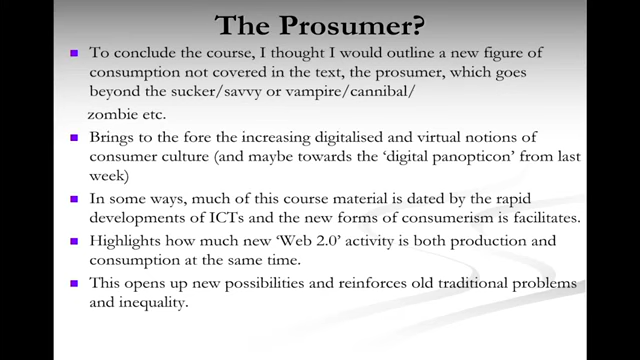 The Prosumer?
To conclude the course, I thought I would outline a new figure of
consumption not covered in the text, the prosumer, which goes
beyond the sucker/savvy or vampire/cannibal/
zombie etc.
Brings to the fore the increasing digitalised and virtual notions of
consumer culture (and maybe towards the ‘digital panopticon’ from last
week)
In some ways, much of this course material is dated by the rapid
developments of ICTs and the new forms of consumerism is facilitates.
Highlights how much new ‘Web 2.0’ activity is both production and
consumption at the same time.
This opens up new possibilities and reinforces old traditional problems
and inequality.